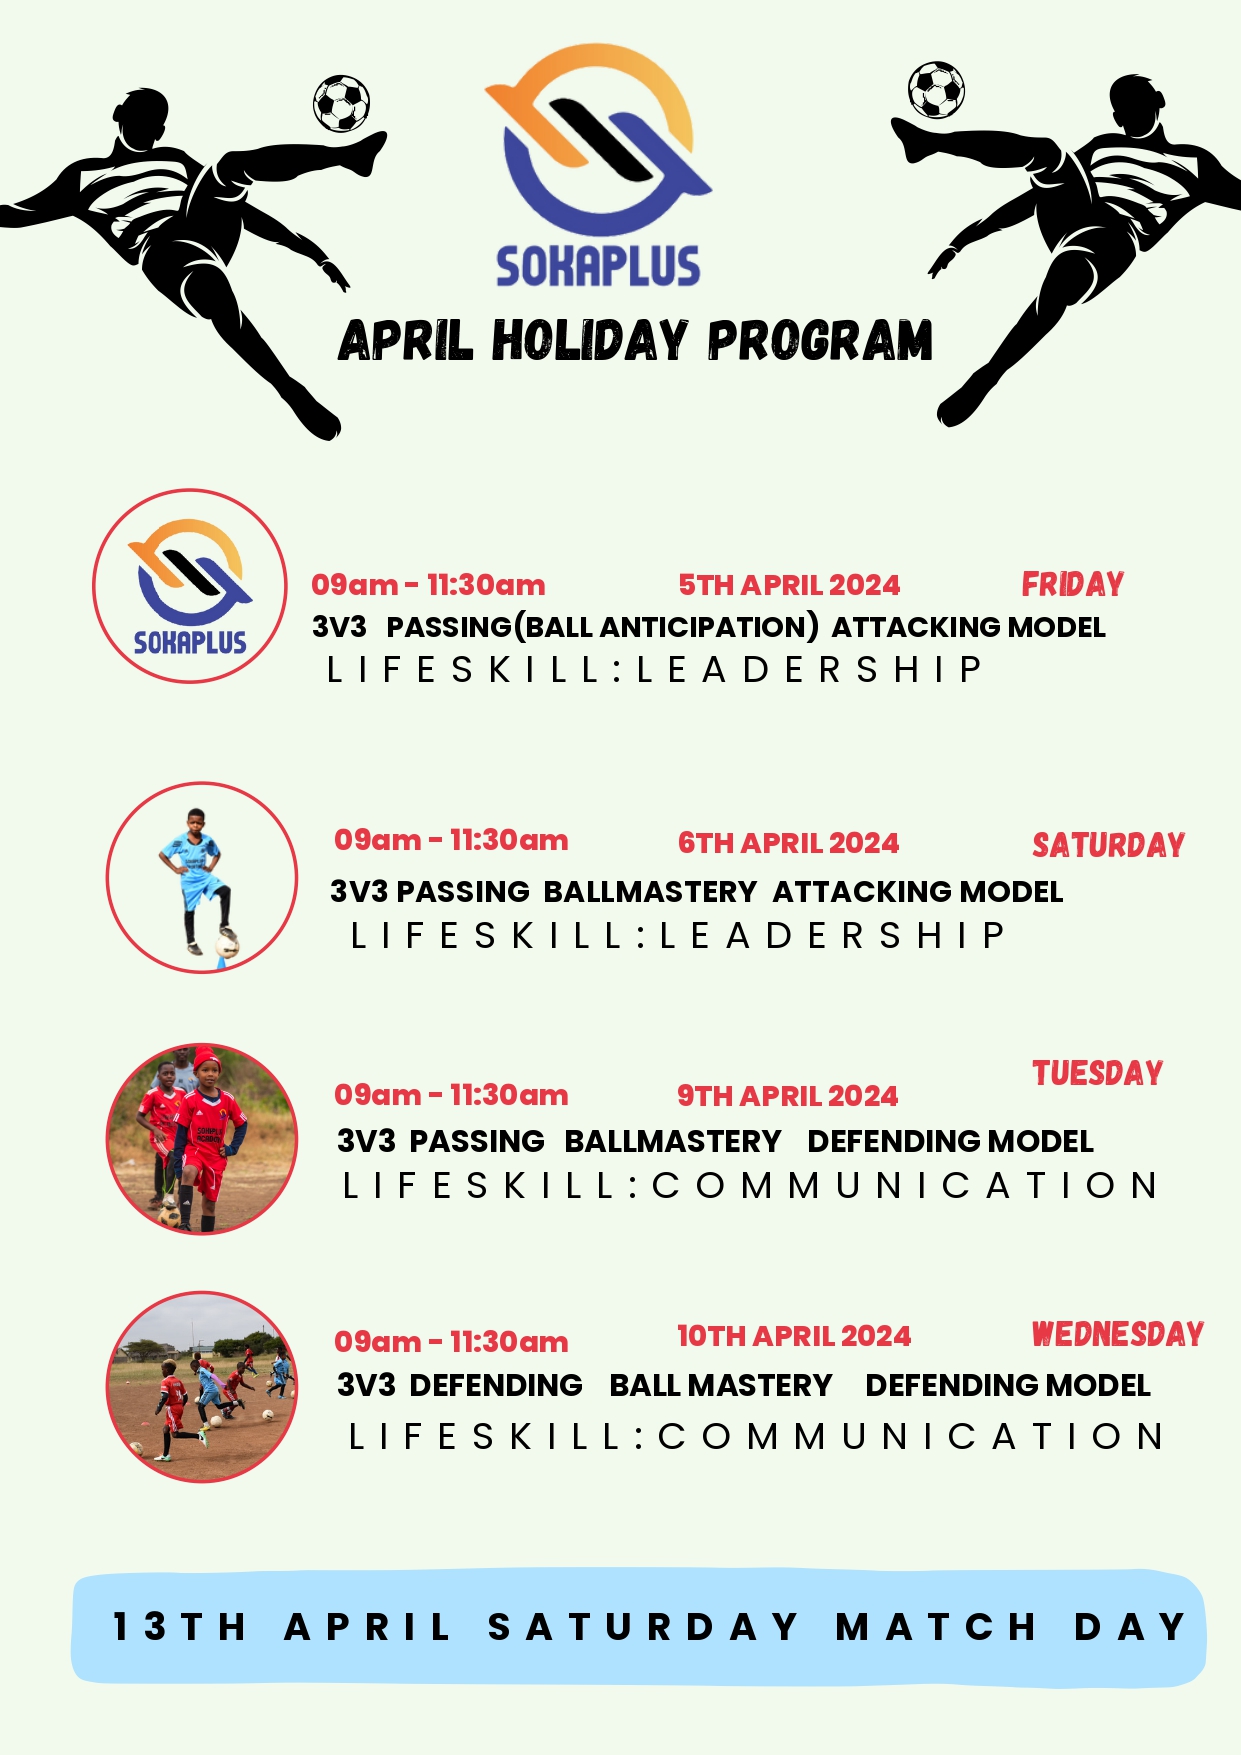 SOKAPLUS
APRIL HOLIDAY PROGRAM
SOKAPLUS
09am - 11:30am 5TH APRIL 2024 FRIDAY
3V3 PASSING(BALL ANTICIPATION) ATTACKING MODEL
LIFESKILL:LEADERSHIP
09am - 11:30am 6TH APRIL 2024 SATURDAY
3V3 PASSING BALLMASTERY ATTACKING MODEL
LIFESKILL:LEADERSHIP
TUESDAY
09am - 11:30am 9TH APRIL 2024
3V3 PASSING BALLMASTERY DEFENDING MODEL
LIFESKILL:COMMUNICATION
09am - 11:30am 10TH APRIL 2024 WEDNESDAY
3V3 DEFENDING BALL MASTERY DEFENDING MODEL
LIFESKILL:COMMUNICATION
13TH APRIL SATURDAY MATCH DAY